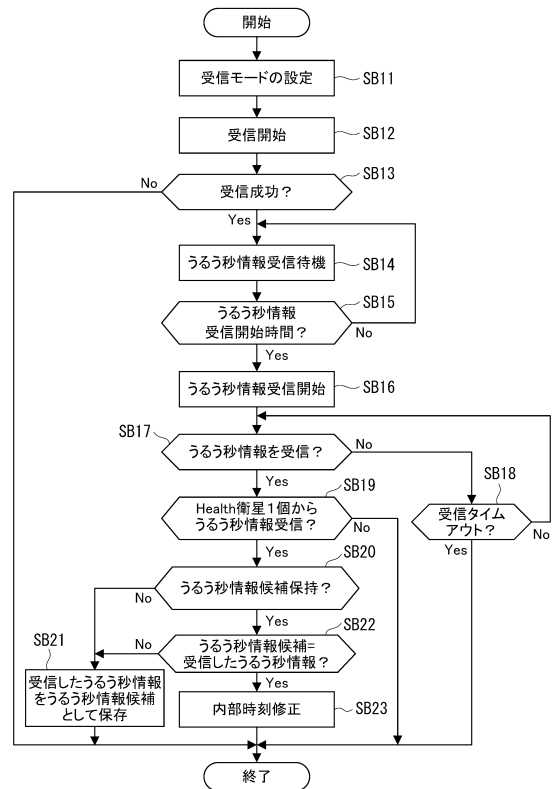 開始
受信モードの設定
SB11
受信開始
SB12
受信成功？
SB13
No
Yes
うるう秒情報受信待機
SB14
うるう秒情報
受信開始時間？
SB15
No
Yes
うるう秒情報受信開始
SB16
SB17
うるう秒情報を受信？
No
Yes
SB18
受信タイム
アウト？
No
Yes
SB19
Health衛星１個から
うるう秒情報受信？
No
Yes
SB20
うるう秒情報候補保持？
No
Yes
SB22
うるう秒情報候補=
受信したうるう秒情報？
No
Yes
SB21
受信したうるう秒情報
をうるう秒情報候補
として保存
内部時刻修正
SB23
終了